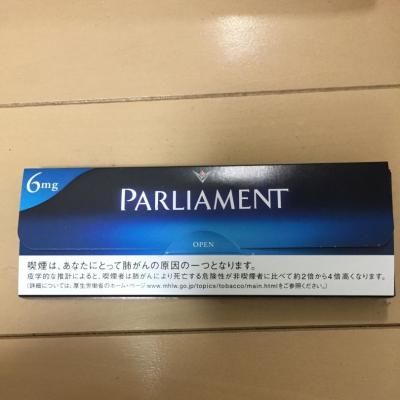 6mg
PARLIAMENT
OPEN
喫煙は、あなたにとって肺がんの原因の一つとなります。
疫学的な推計によると、喫煙者は肺がんにより死亡する危険性が非喫煙者に比べて約2倍から4倍高くなります。
(詳細については、厚生労働省のホーム・ページ www.mhlw.go.jp/topics/tobacco/main.htmlをご参照ください。)